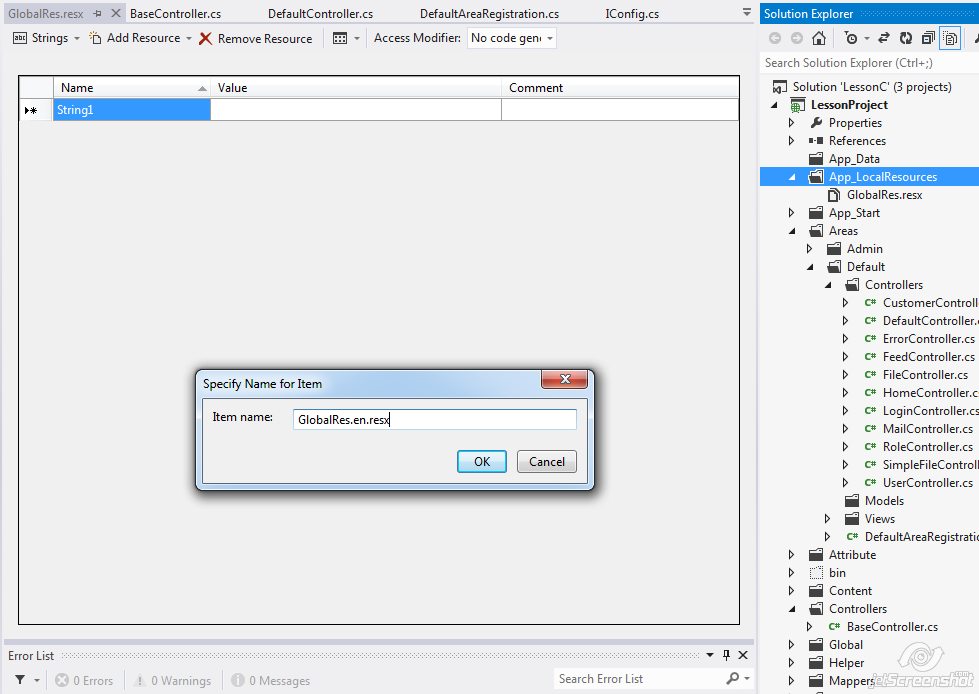 GlobalRes.resx
BaseController.cs
DefaultController.cs
DefaultAreaRegistration.cs
IConfig.cs
abc Strings
Add Resource
Remove Resource
Access Modifier:
No code gen
Name
Value
Comment
String1
Specify Name for Item
Item name:
GlobalRes.en.resx
OK
Cancel
Error List
0 Errors
0 Warnings
0 Messages
Search Error List
Solution Explorer
Search Solution Explorer (Ctrl+;)
Solution 'LessonC' (3 projects)
LessonProject
Properties
References
App_Data
App_LocalResources
GlobalRes.resx
App_Start
Areas
Admin
Default
Controllers
C# CustomerControll
C# DefaultController.c
C# ErrorController.cs
C# FeedController.cs
C# FileController.cs
C# HomeController.cs
C# LoginController.cs
C# MailController.cs
C# RoleController.cs
C# SimpleFileControll
C# UserController.cs
Models
Views
C# DefaultAreaRegistratio
Attribute
bin
Content
Controllers
C# BaseController.cs
Global
Helper
Mappers
jetScreenshot